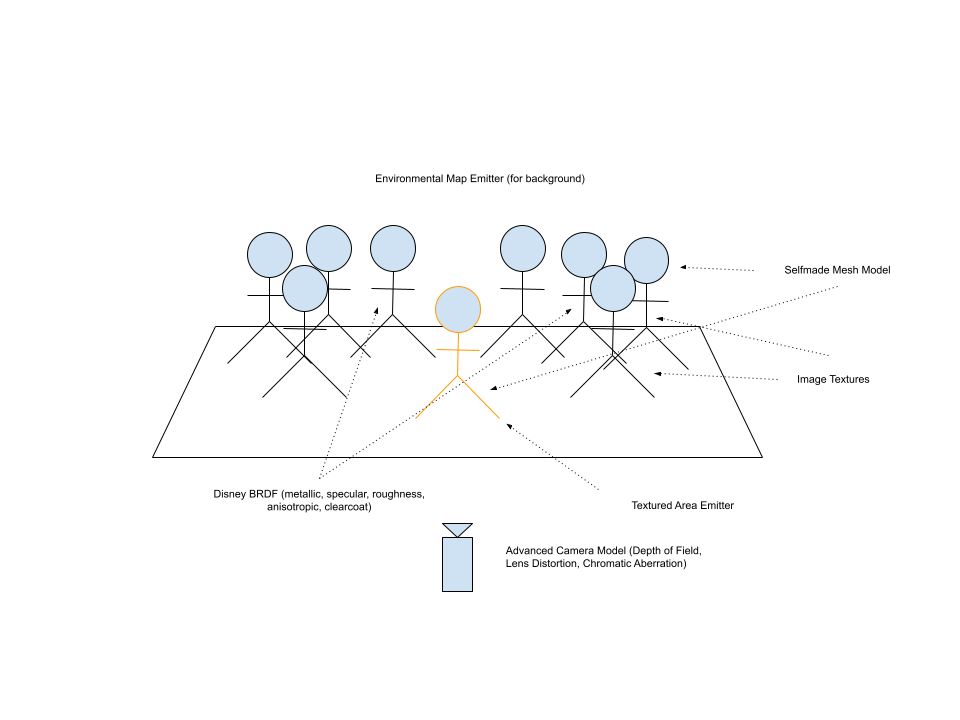 Environmental Map Emitter (for background)
Selfmade Mesh Model
Image Textures
Disney BRDF (metallic, specular, roughness,
anisotropic, clearcoat)
Textured Area Emitter
Advanced Camera Model (Depth of Field,
Lens Distortion, Chromatic Aberration)